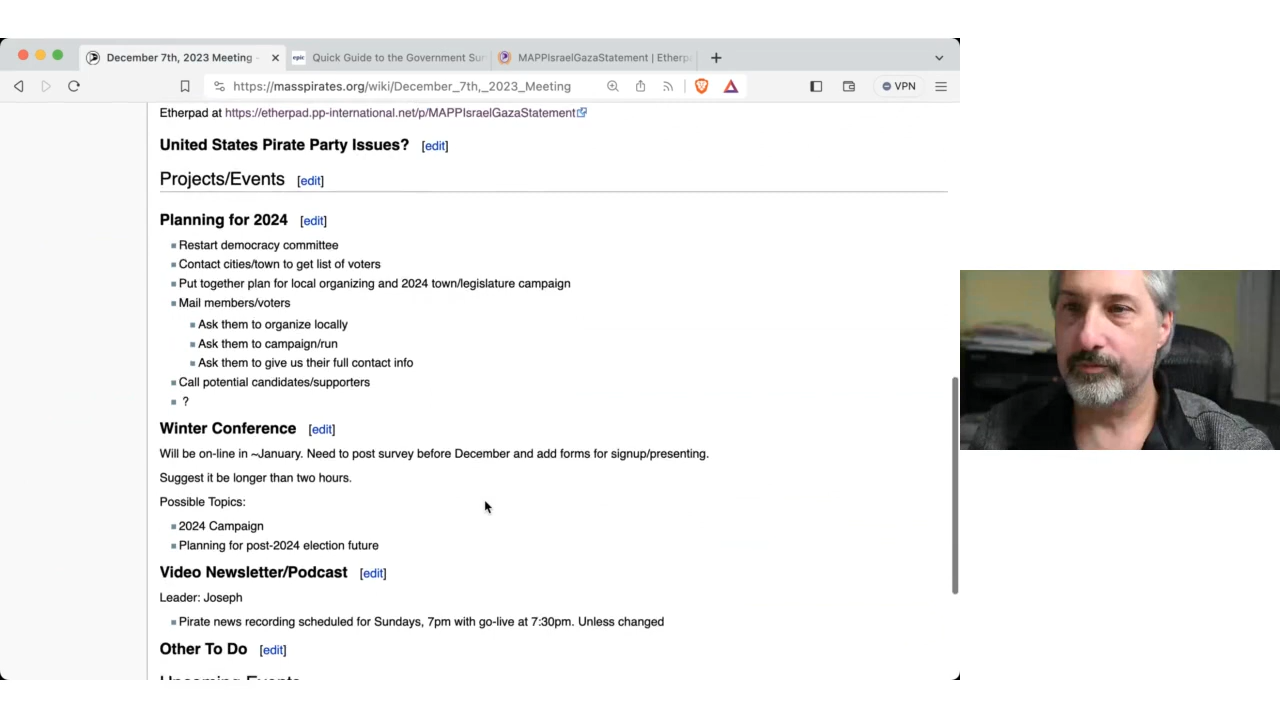 December 7th, 2023 Meeting -
epic
Quick Guide to the Government Sur
MAPPIsraelGazaStatement | Etherp
https://masspirates.org/wiki/December_7th,_2023_Meeting
VPN
Etherpad at https://etherpad.pp-international.net/p/MAPPIsraelGazaStatement
United States Pirate Party Issues? [edit]
Projects/Events [edit]
Planning for 2024 [edit]
Restart democracy committee
Contact cities/town to get list of voters
Put together plan for local organizing and 2024 town/legislature campaign
Mail members/voters
Ask them to organize locally
Ask them to campaign/run
Ask them to give us their full contact info
Call potential candidates/supporters
?
Winter Conference [edit]
Will be on-line in ~January. Need to post survey before December and add forms for signup/presenting.
Suggest it be longer than two hours.
Possible Topics:
2024 Campaign
Planning for post-2024 election future
Video Newsletter/Podcast [edit]
Leader: Joseph
Pirate news recording scheduled for Sundays, 7pm with go-live at 7:30pm. Unless changed
Other To Do [edit]
Upcoming Events